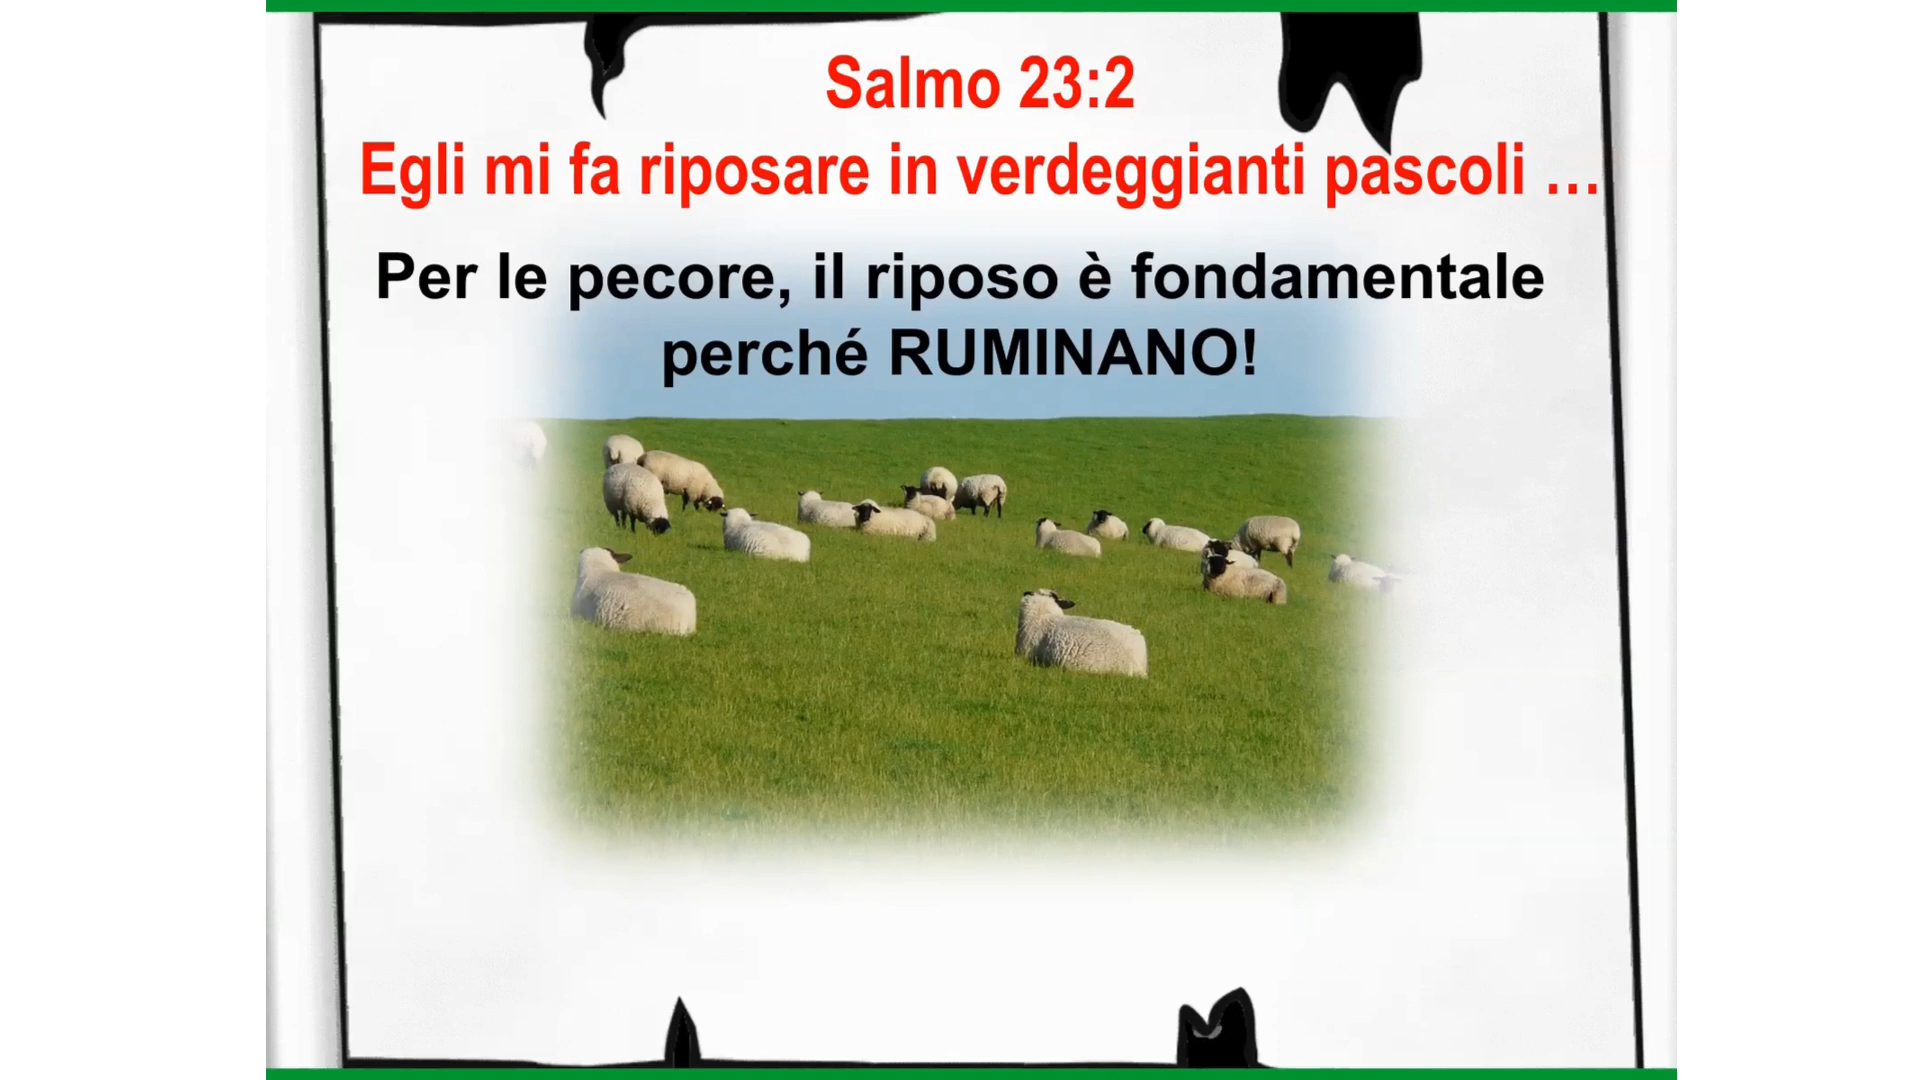 Salmo 23:2
Egli mi fa riposare in verdeggianti pascoli …
Per le pecore, il riposo è fondamentale
perché RUMINANO!